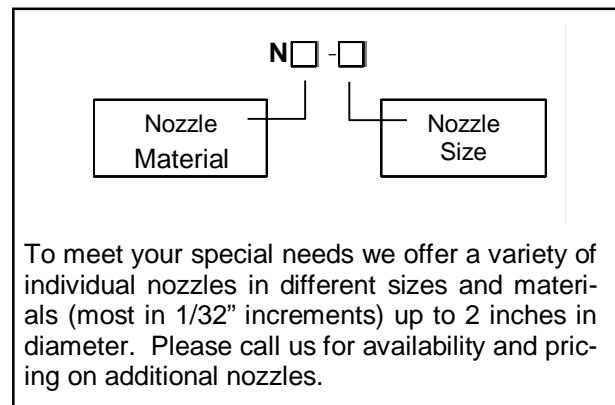 N□ -□
Nozzle Nozzle
Material Size
To meet your special needs we offer a variety of
individual nozzles in different sizes and materi-
als (most in 1/32” increments) up to 2 inches in
diameter.  Please call us for availability and pric-
ing on additional nozzles.